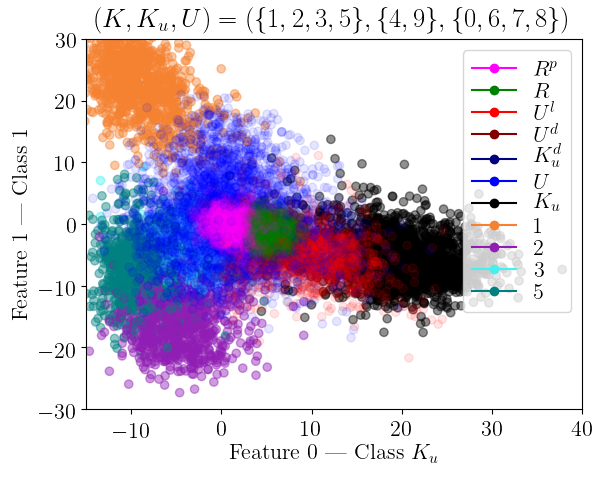 (K, K_u, U) = ({1, 2, 3, 5}, {4, 9}, {0, 6, 7, 8})
30
20
10
0
−10
−20
−30
Feature 1 — Class 1
R^p
R
U^l
U^d
K_u^d
U
K_u
1
2
3
5
−10
0
10
20
30
40
Feature 0 — Class K_u